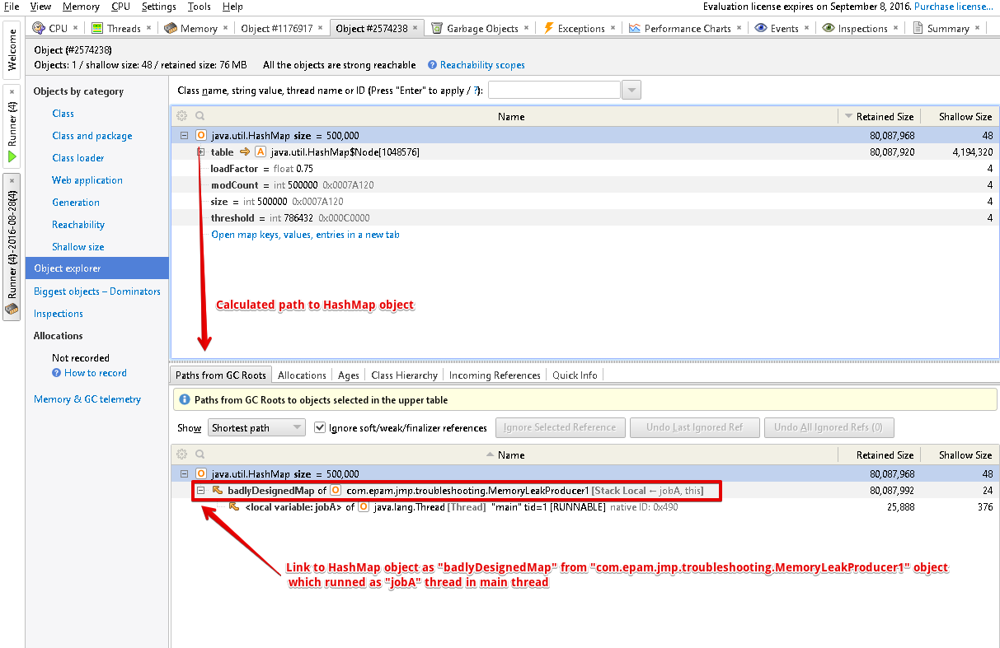 File View Memory CPU Settings Tools Help Evaluation license expires on September 8, 2016. Purchase license...
CPU × Threads × Memory × Object #1176917 × Object #2574238 × Garbage Objects × Exceptions × Performance Charts × Events × Inspections × Summary ×
Welcome
× Runner (4)
× Runner (4)-2016-08-28(4)
Object (#2574238)
Objects: 1 / shallow size: 48 / retained size: 76 MB All the objects are strong reachable ? Reachability scopes
Objects by category
Class
Class and package
Class loader
Web application
Generation
Reachability
Shallow size
Object explorer
Biggest objects – Dominators
Inspections
Allocations
Not recorded
? How to record
Memory & GC telemetry
Class name, string value, thread name or ID (Press "Enter" to apply / ?):
Name Retained Size Shallow Size
O java.util.HashMap size = 500,000 80,087,968 48
table A java.util.HashMap$Node[1048576] 80,087,920 4,194,320
loadFactor = float 0.75 4
modCount = int 500000 0x0007A120 4
size = int 500000 0x0007A120 4
threshold = int 786432 0x000C0000 4
Open map keys, values, entries in a new tab
Calculated path to HashMap object
Paths from GC Roots Allocations Ages Class Hierarchy Incoming References Quick Info
Paths from GC Roots to objects selected in the upper table
Show Shortest path Ignore soft/weak/finalizer references Ignore Selected Reference Undo Last Ignored Ref Undo All Ignored Refs (0)
Name Retained Size Shallow Size
O java.util.HashMap size = 500,000 80,087,968 48
badlyDesignedMap of O com.epam.jmp.troubleshooting.MemoryLeakProducer1 [Stack Local ← jobA, this] 80,087,992 24
<local variable: jobA> of O java.lang.Thread [Thread] "main" tid=1 [RUNNABLE] native ID: 0x490 25,888 376
Link to HashMap object as "badlyDesignedMap" from "com.epam.jmp.troubleshooting.MemoryLeakProducer1" object
which runned as "jobA" thread in main thread